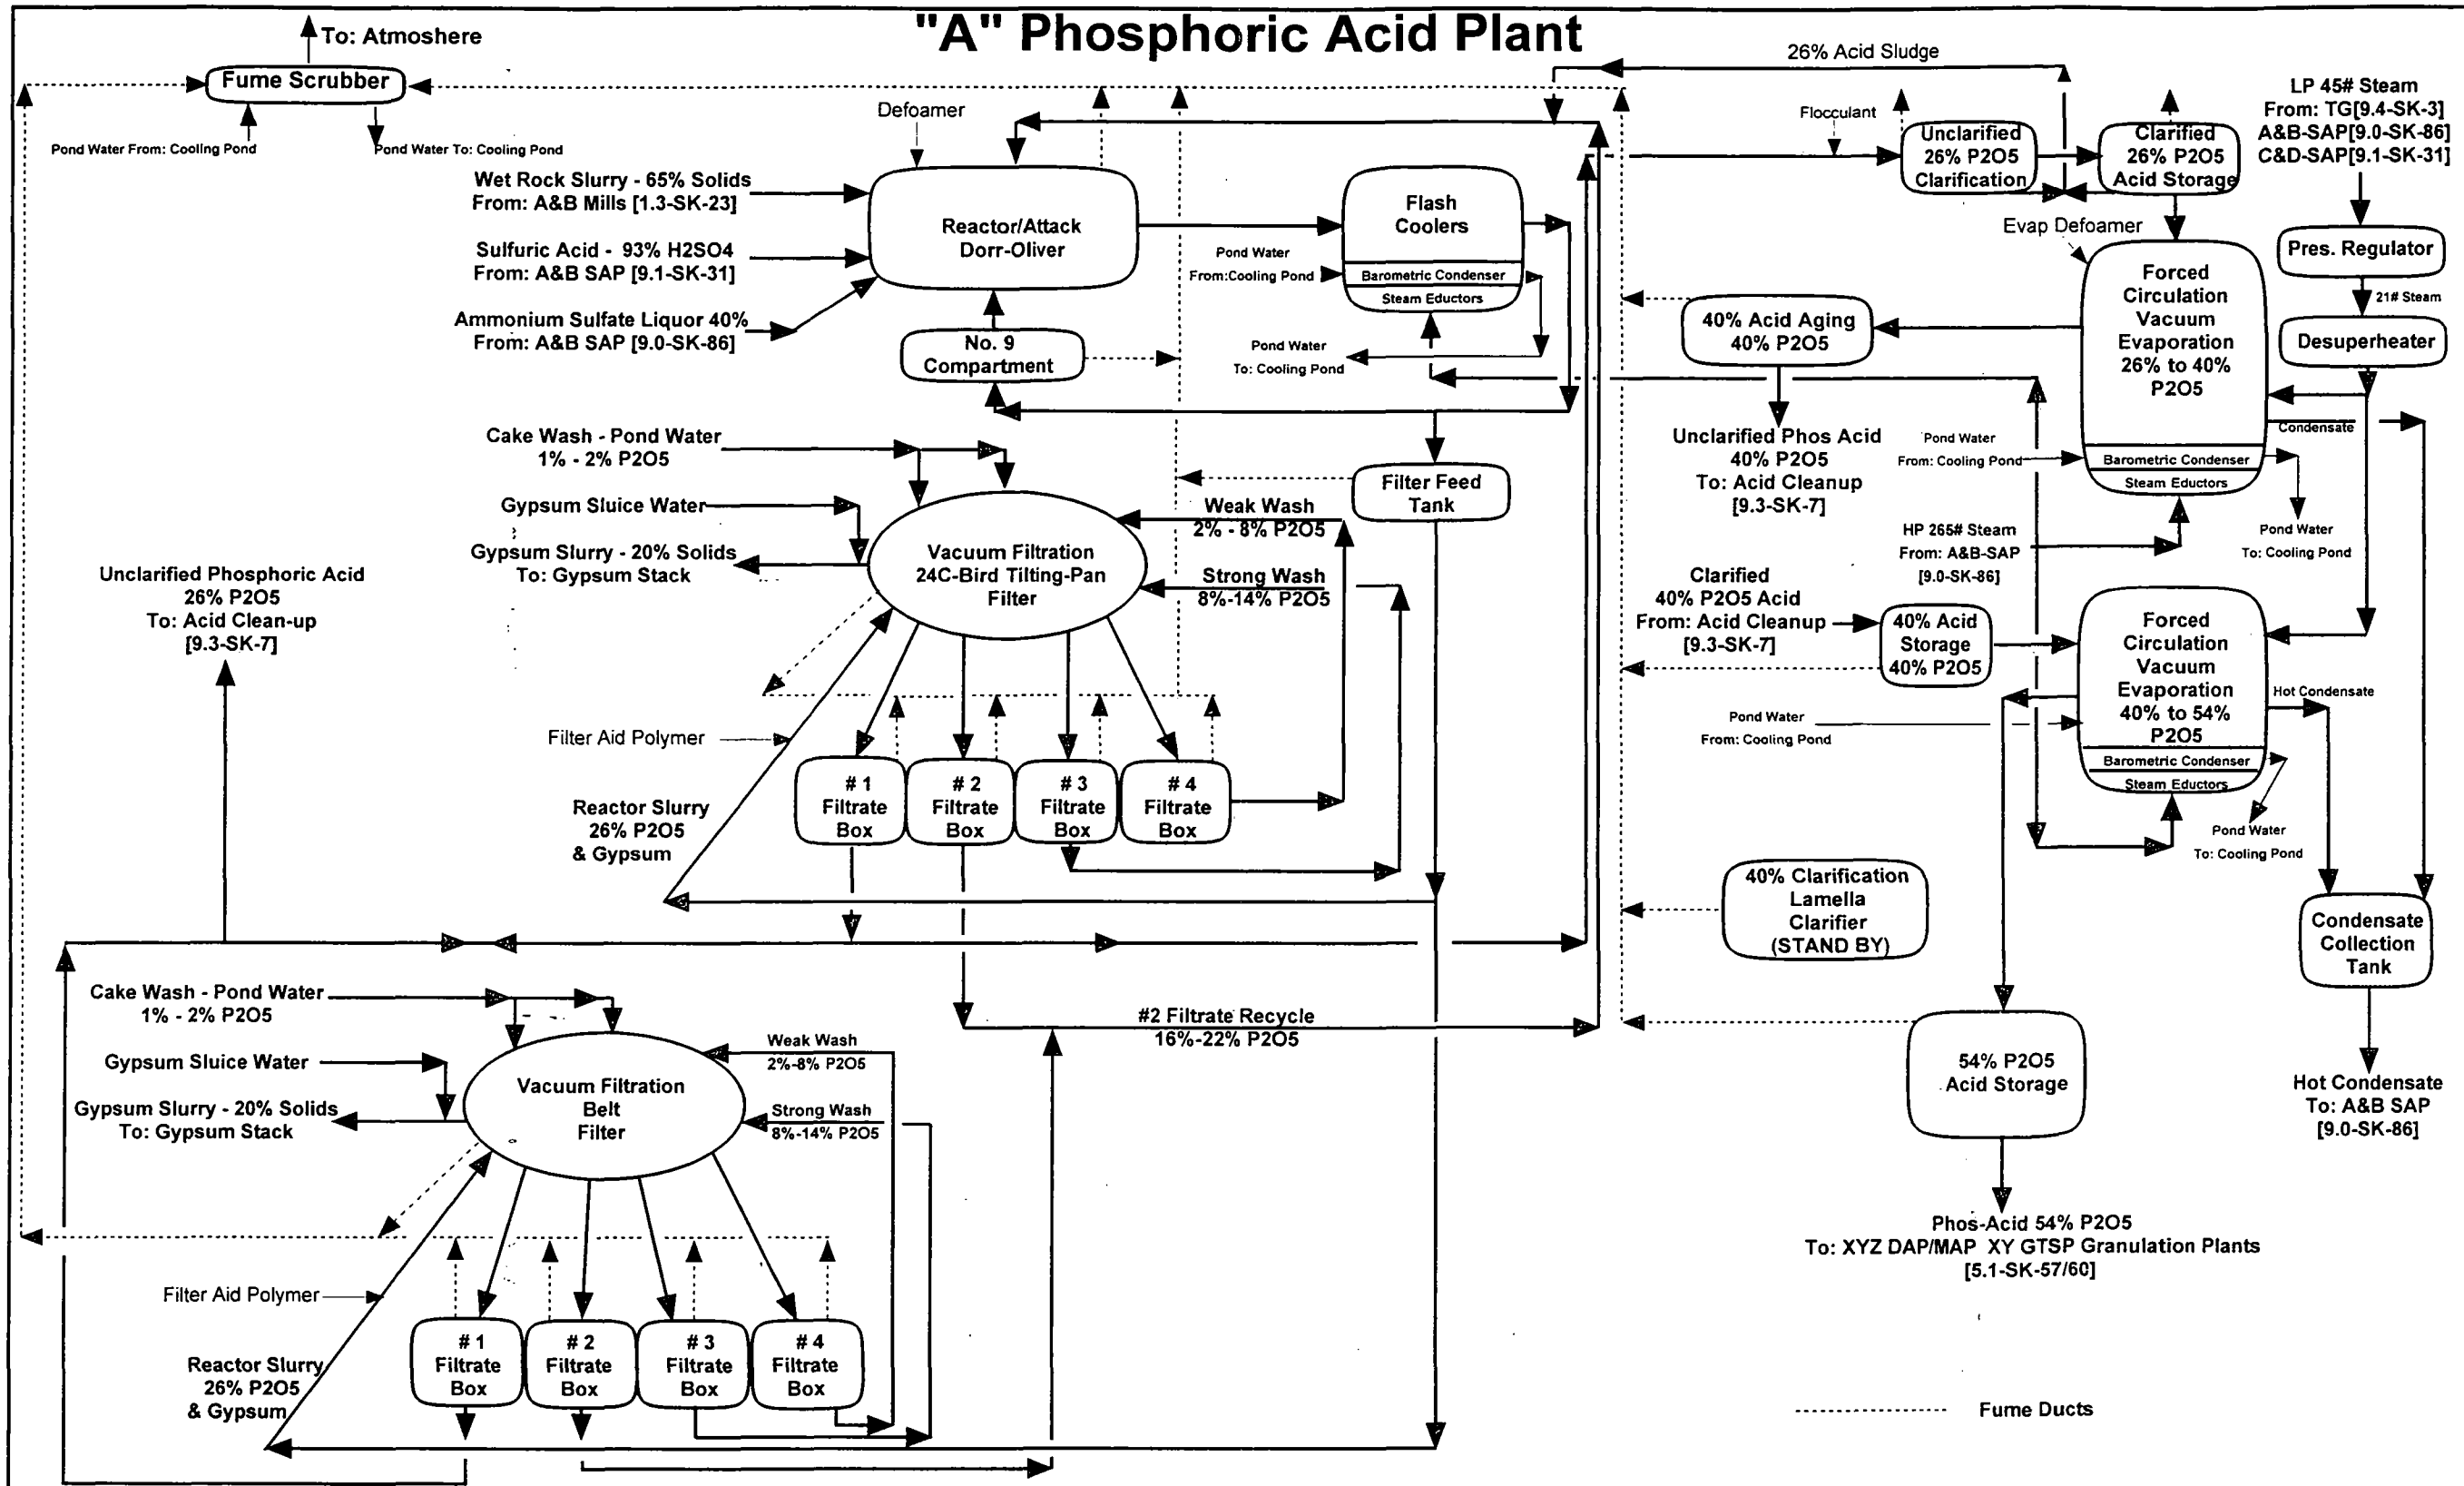 "A" Phosphoric Acid Plant
To: Atmoshere
Fume Scrubber
Pond Water From: Cooling Pond
Pond Water To: Cooling Pond
Defoamer
Wet Rock Slurry - 65% Solids
From: A&B Mills [1.3-SK-23]
Sulfuric Acid - 93% H2SO4
From: A&B SAP [9.1-SK-31]
Ammonium Sulfate Liquor 40%
From: A&B SAP [9.0-SK-86]
Reactor/Attack
Dorr-Oliver
No. 9
Compartment
Flash
Coolers
Barometric Condenser
Steam Eductors
Pond Water
From:Cooling Pond
Pond Water
To: Cooling Pond
26% Acid Sludge
Flocculant
Unclarified
26% P2O5
Clarification
Clarified
26% P2O5
Acid Storage
LP 45# Steam
From: TG[9.4-SK-3]
A&B-SAP[9.0-SK-86]
C&D-SAP[9.1-SK-31]
Evap Defoamer
Pres. Regulator
21# Steam
Desuperheater
Forced
Circulation
Vacuum
Evaporation
26% to 40%
P2O5
Barometric Condenser
Steam Eductors
Condensate
40% Acid Aging
40% P2O5
Unclarified Phos Acid
40% P2O5
To: Acid Cleanup
[9.3-SK-7]
Pond Water
From: Cooling Pond
Pond Water
To: Cooling Pond
HP 265# Steam
From: A&B-SAP
[9.0-SK-86]
Cake Wash - Pond Water
1% - 2% P2O5
Gypsum Sluice Water
Gypsum Slurry - 20% Solids
To: Gypsum Stack
Vacuum Filtration
24C-Bird Tilting-Pan
Filter
Weak Wash
2% - 8% P2O5
Strong Wash
8%-14% P2O5
Filter Feed
Tank
Unclarified Phosphoric Acid
26% P2O5
To: Acid Clean-up
[9.3-SK-7]
Filter Aid Polymer
Reactor Slurry
26% P2O5
& Gypsum
# 1
Filtrate
Box
# 2
Filtrate
Box
# 3
Filtrate
Box
# 4
Filtrate
Box
Clarified
40% P2O5 Acid
From: Acid Cleanup
[9.3-SK-7]
40% Acid
Storage
40% P2O5
Forced
Circulation
Vacuum
Evaporation
40% to 54%
P2O5
Barometric Condenser
Steam Eductors
Hot Condensate
Pond Water
From: Cooling Pond
Pond Water
To: Cooling Pond
40% Clarification
Lamella
Clarifier
(STAND BY)
Condensate
Collection
Tank
Hot Condensate
To: A&B SAP
[9.0-SK-86]
Cake Wash - Pond Water
1% - 2% P2O5
Gypsum Sluice Water
Gypsum Slurry - 20% Solids
To: Gypsum Stack
Vacuum Filtration
Belt
Filter
Weak Wash
2%-8% P2O5
Strong Wash
8%-14% P2O5
#2 Filtrate Recycle
16%-22% P2O5
54% P2O5
Acid Storage
Phos-Acid 54% P2O5
To: XYZ DAP/MAP XY GTSP Granulation Plants
[5.1-SK-57/60]
Filter Aid Polymer
Reactor Slurry
26% P2O5
& Gypsum
# 1
Filtrate
Box
# 2
Filtrate
Box
# 3
Filtrate
Box
# 4
Filtrate
Box
Fume Ducts